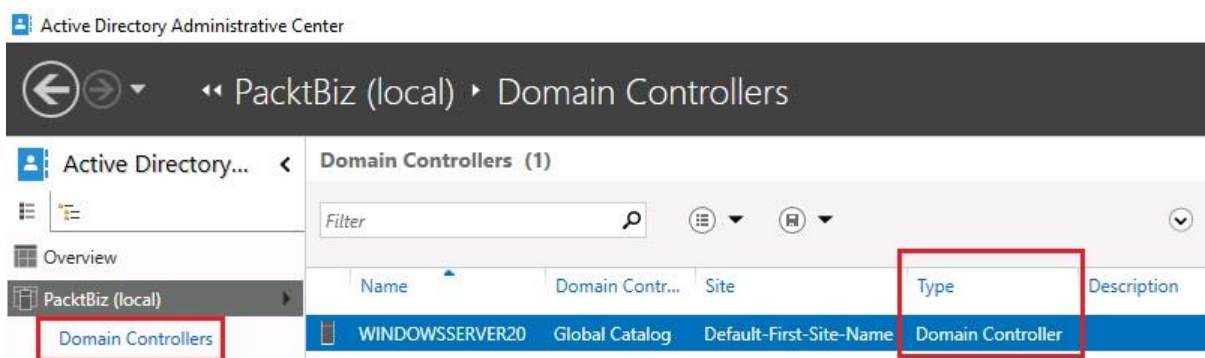 Active Directory Administrative Center
PacktBiz (local) Domain Controllers
Active Directory...
Domain Controllers (1)
Filter
Overview
PacktBiz (local)
Domain Controllers
Name Domain Contr... Site Type Description
WINDOWSSERVER20 Global Catalog Default-First-Site-Name Domain Controller